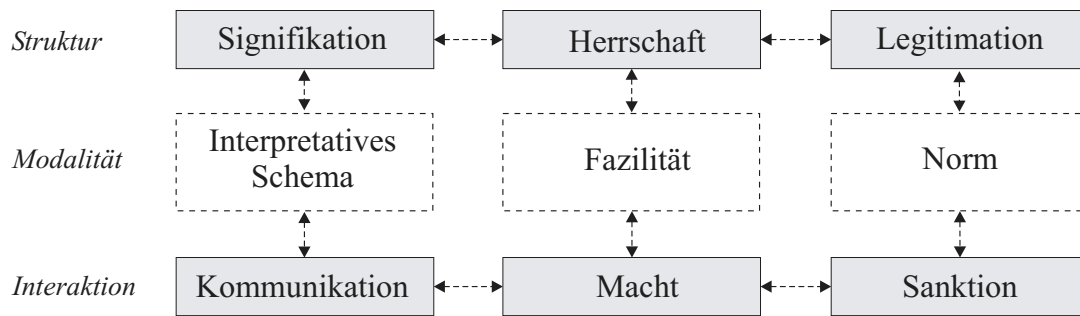 Struktur
Signifikation
Herrschaft
Legitimation
Modalität
Interpretatives
Schema
Fazilität
Norm
Interaktion
Kommunikation
Macht
Sanktion